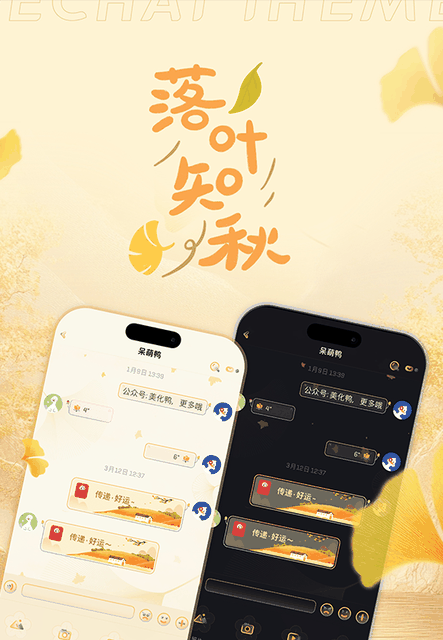 ECHAT THEME
落叶
知
秋
呆萌鸭
1月9日 13:39
公众号: 美化鸭，更多哦
4"
6"
3月12日 12:37
传递·好运~
传递·好运~
呆萌鸭
1月9日 13:39
公众号: 美化鸭，更多哦
4"
6"
3月12日 12:37
传递·好运~
传递·好运~